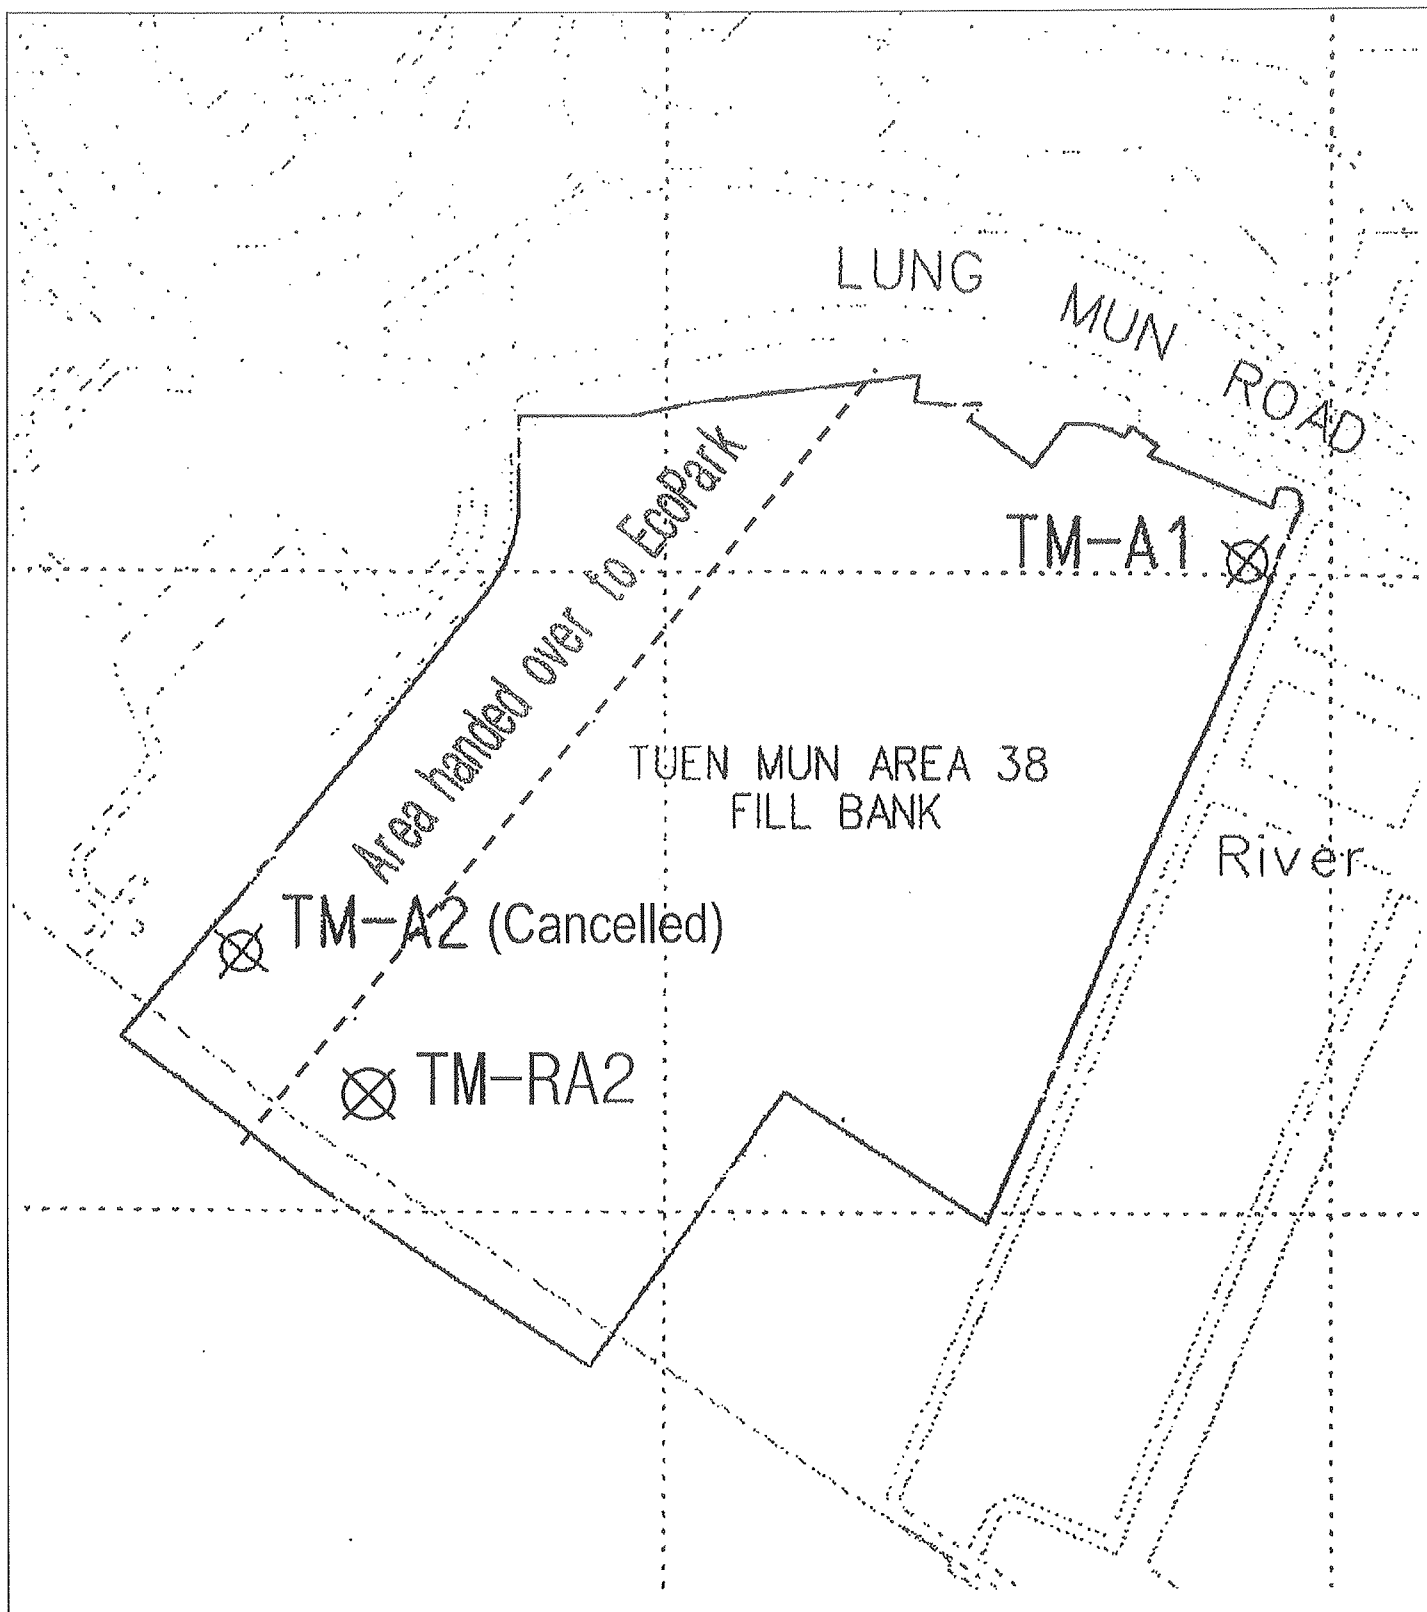 LUNG
MUN
ROAD
TM-A1
Area handed over to EcoPark
TUEN MUN AREA 38
FILL BANK
River
TM-A2 (Cancelled)
TM-RA2